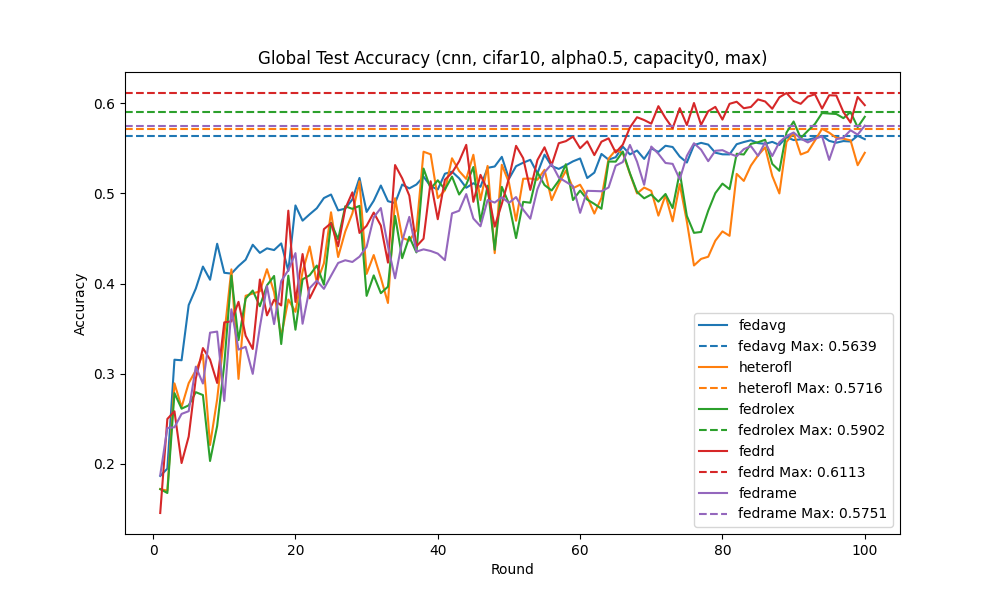 Global Test Accuracy (cnn, cifar10, alpha0.5, capacity0, max)
Accuracy
0.6
0.5
0.4
0.3
0.2
fedavg
fedavg Max: 0.5639
heterofl
heterofl Max: 0.5716
fedrolex
fedrolex Max: 0.5902
fedrd
fedrd Max: 0.6113
fedrame
fedrame Max: 0.5751
0
20
40
60
80
100
Round